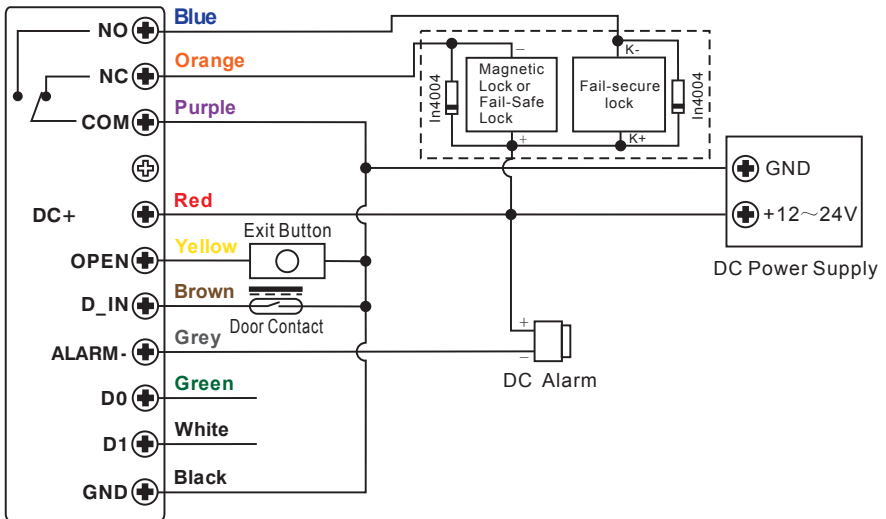 NO Blue
NC Orange
COM Purple
DC+ Red
OPEN Yellow
Exit Button
D_IN Brown
Door Contact
ALARM- Grey
D0 Green
D1 White
GND Black
In4004
−
Magnetic
Lock or
Fail-Safe
Lock
+
K-
Fail-secure
lock
K+
In4004
GND
+12~24V
DC Power Supply
+
−
DC Alarm